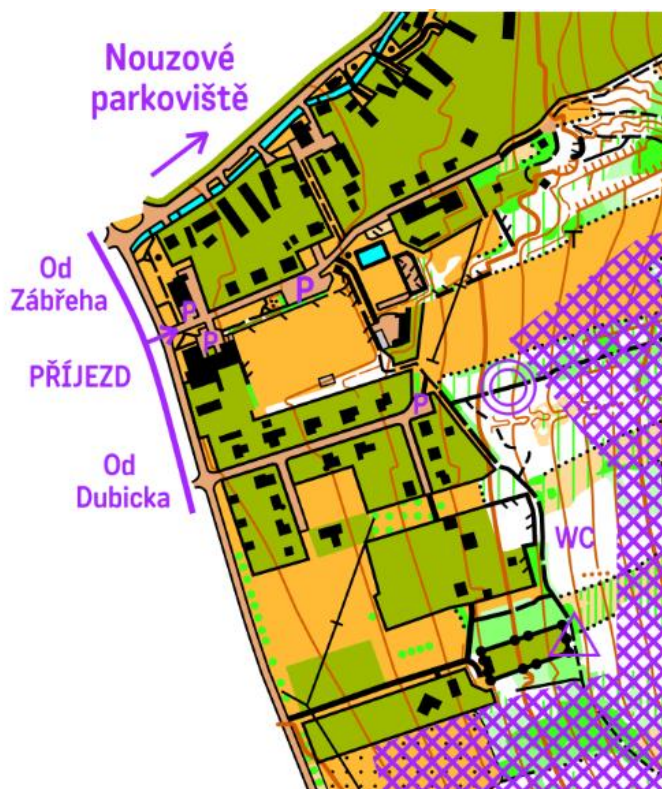 Nouzové
parkoviště
Od
Zábřeha
P
P
P
PŘÍJEZD
P
Od
Dubicka
WC